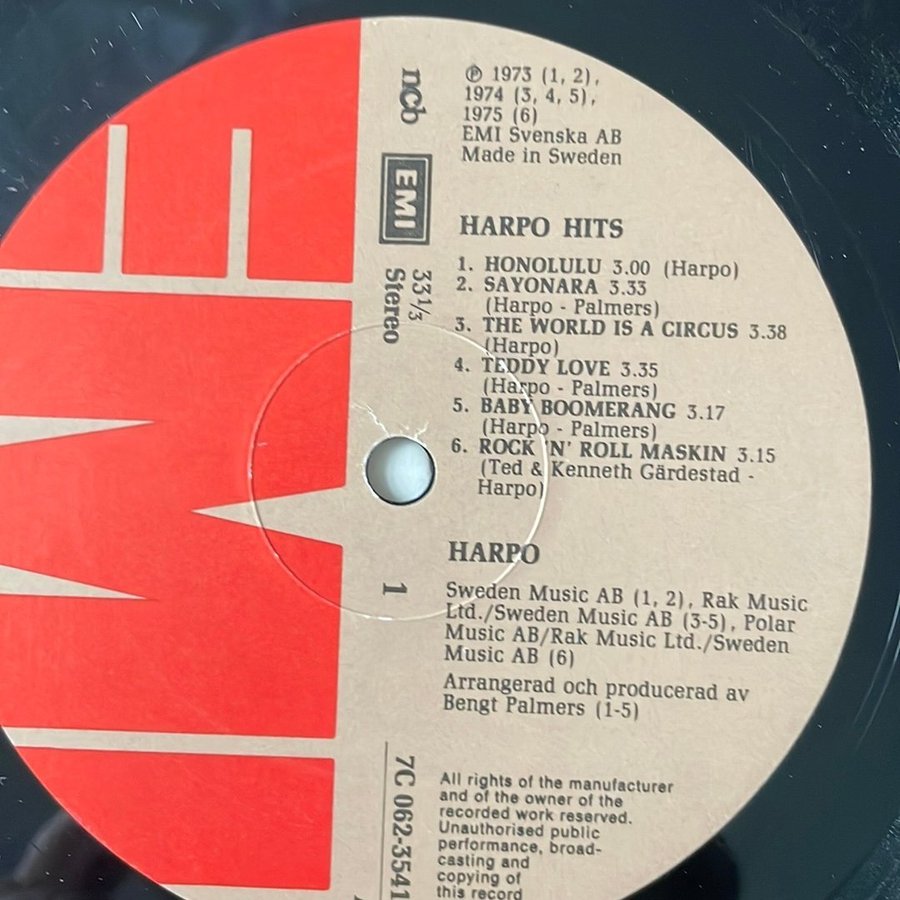 EMI
ncb
EMI
33 1/3
Stereo
1
7C 062-3541
℗ 1973 (1, 2),
1974 (3, 4, 5),
1975 (6)
EMI Svenska AB
Made in Sweden
HARPO HITS
1. HONOLULU 3.00 (Harpo)
2. SAYONARA 3.33
(Harpo - Palmers)
3. THE WORLD IS A CIRCUS 3.38
(Harpo)
4. TEDDY LOVE 3.35
(Harpo - Palmers)
5. BABY BOOMERANG 3.17
(Harpo - Palmers)
6. ROCK 'N' ROLL MASKIN 3.15
(Ted & Kenneth Gärdestad -
Harpo)
HARPO
Sweden Music AB (1, 2), Rak Music
Ltd./Sweden Music AB (3-5), Polar
Music AB/Rak Music Ltd./Sweden
Music AB (6)
Arrangerad och producerad av
Bengt Palmers (1-5)
All rights of the manufacturer
and of the owner of the
recorded work reserved.
Unauthorised public
performance, broad-
casting and
copying of
this record